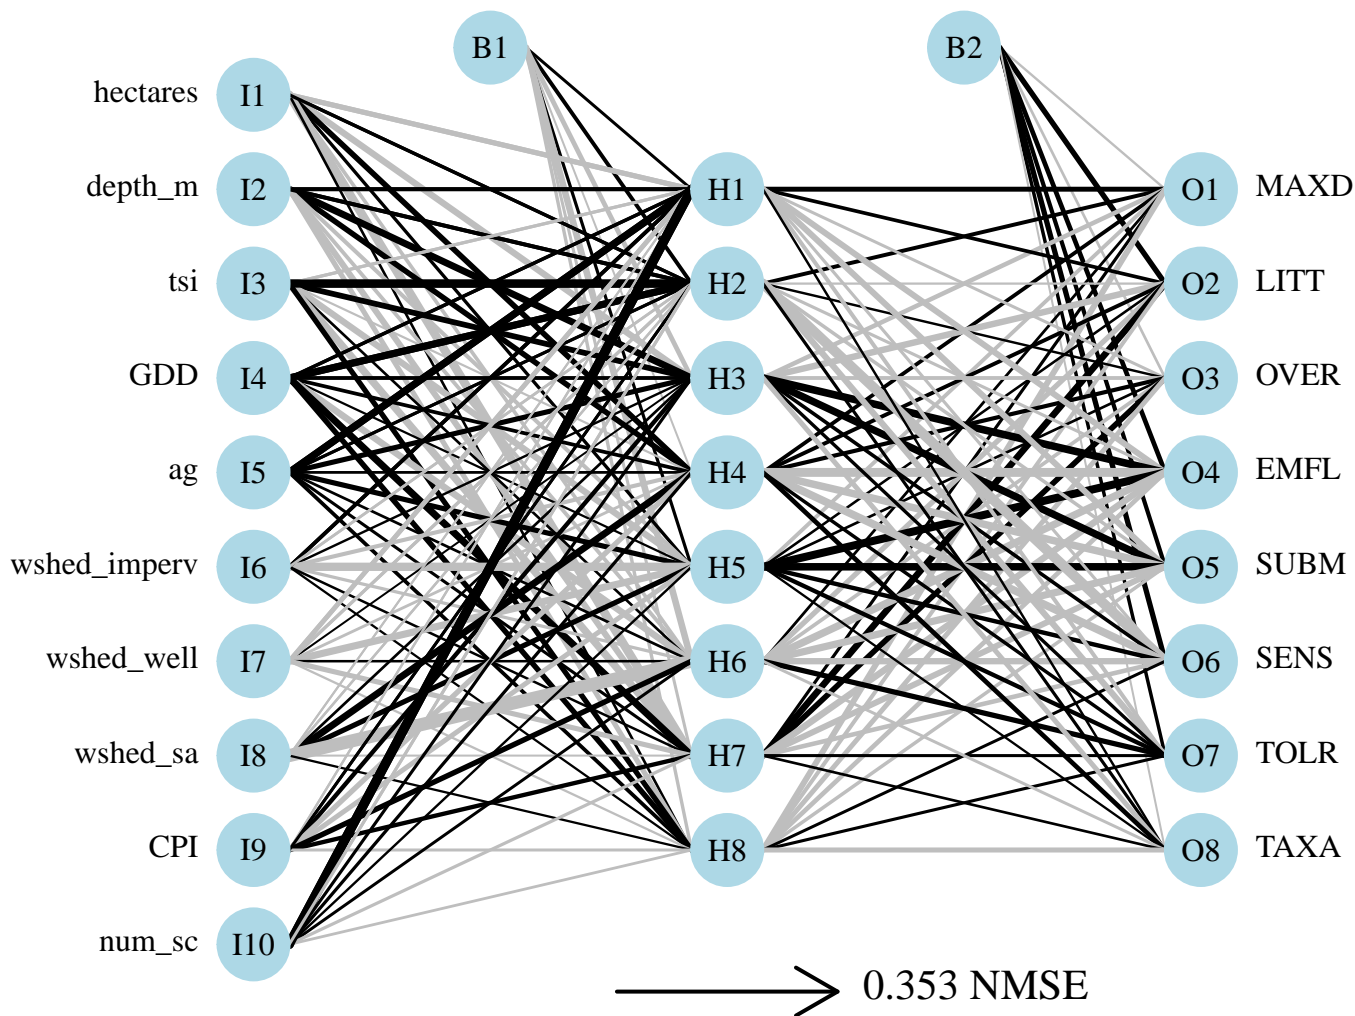 B1
B2
hectares I1
depth_m I2 H1 O1 MAXD
tsi I3 H2 O2 LITT
GDD I4 H3 O3 OVER
ag I5 H4 O4 EMFL
wshed_imperv I6 H5 O5 SUBM
wshed_well I7 H6 O6 SENS
wshed_sa I8 H7 O7 TOLR
CPI I9 H8 O8 TAXA
num_sc I10
0.353 NMSE